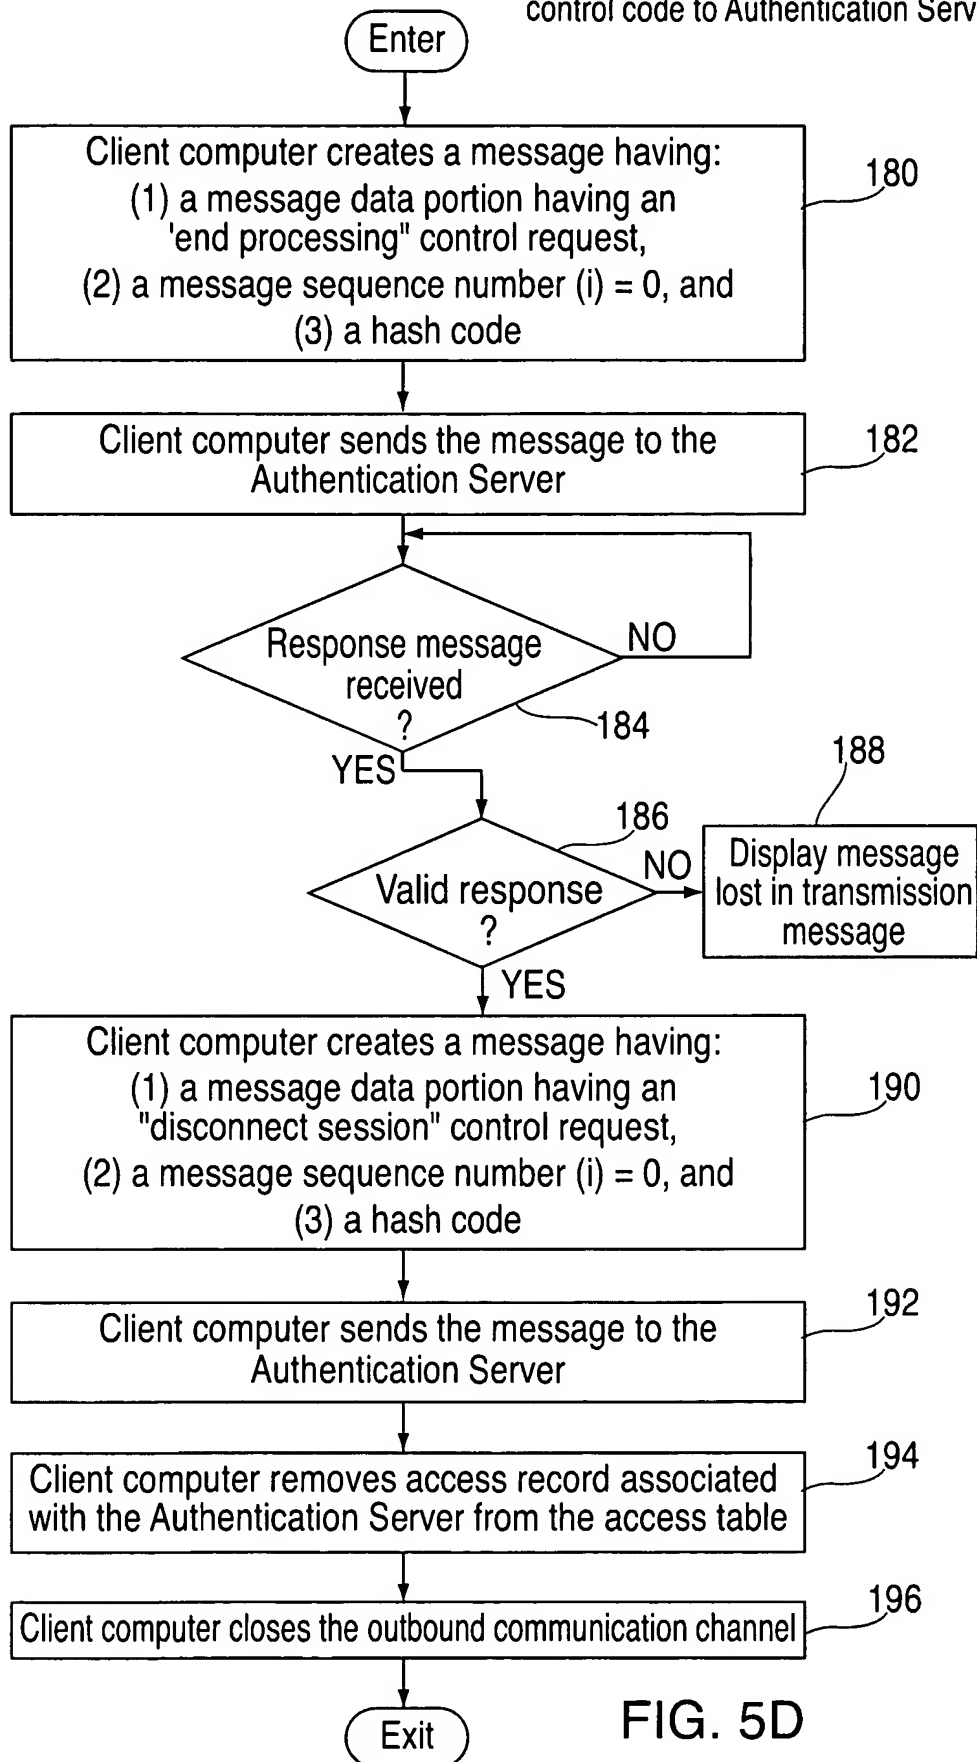 control code to Authentication Serv
Enter
Client computer creates a message having:
(1) a message data portion having an
'end processing" control request,
(2) a message sequence number (i) = 0, and
(3) a hash code
180
Client computer sends the message to the
Authentication Server
182
Response message
received
?
NO
184
YES
186
Valid response
?
NO
188
Display message
lost in transmission
message
YES
Client computer creates a message having:
(1) a message data portion having an
"disconnect session" control request,
(2) a message sequence number (i) = 0, and
(3) a hash code
190
Client computer sends the message to the
Authentication Server
192
Client computer removes access record associated
with the Authentication Server from the access table
194
Client computer closes the outbound communication channel
196
Exit
FIG. 5D